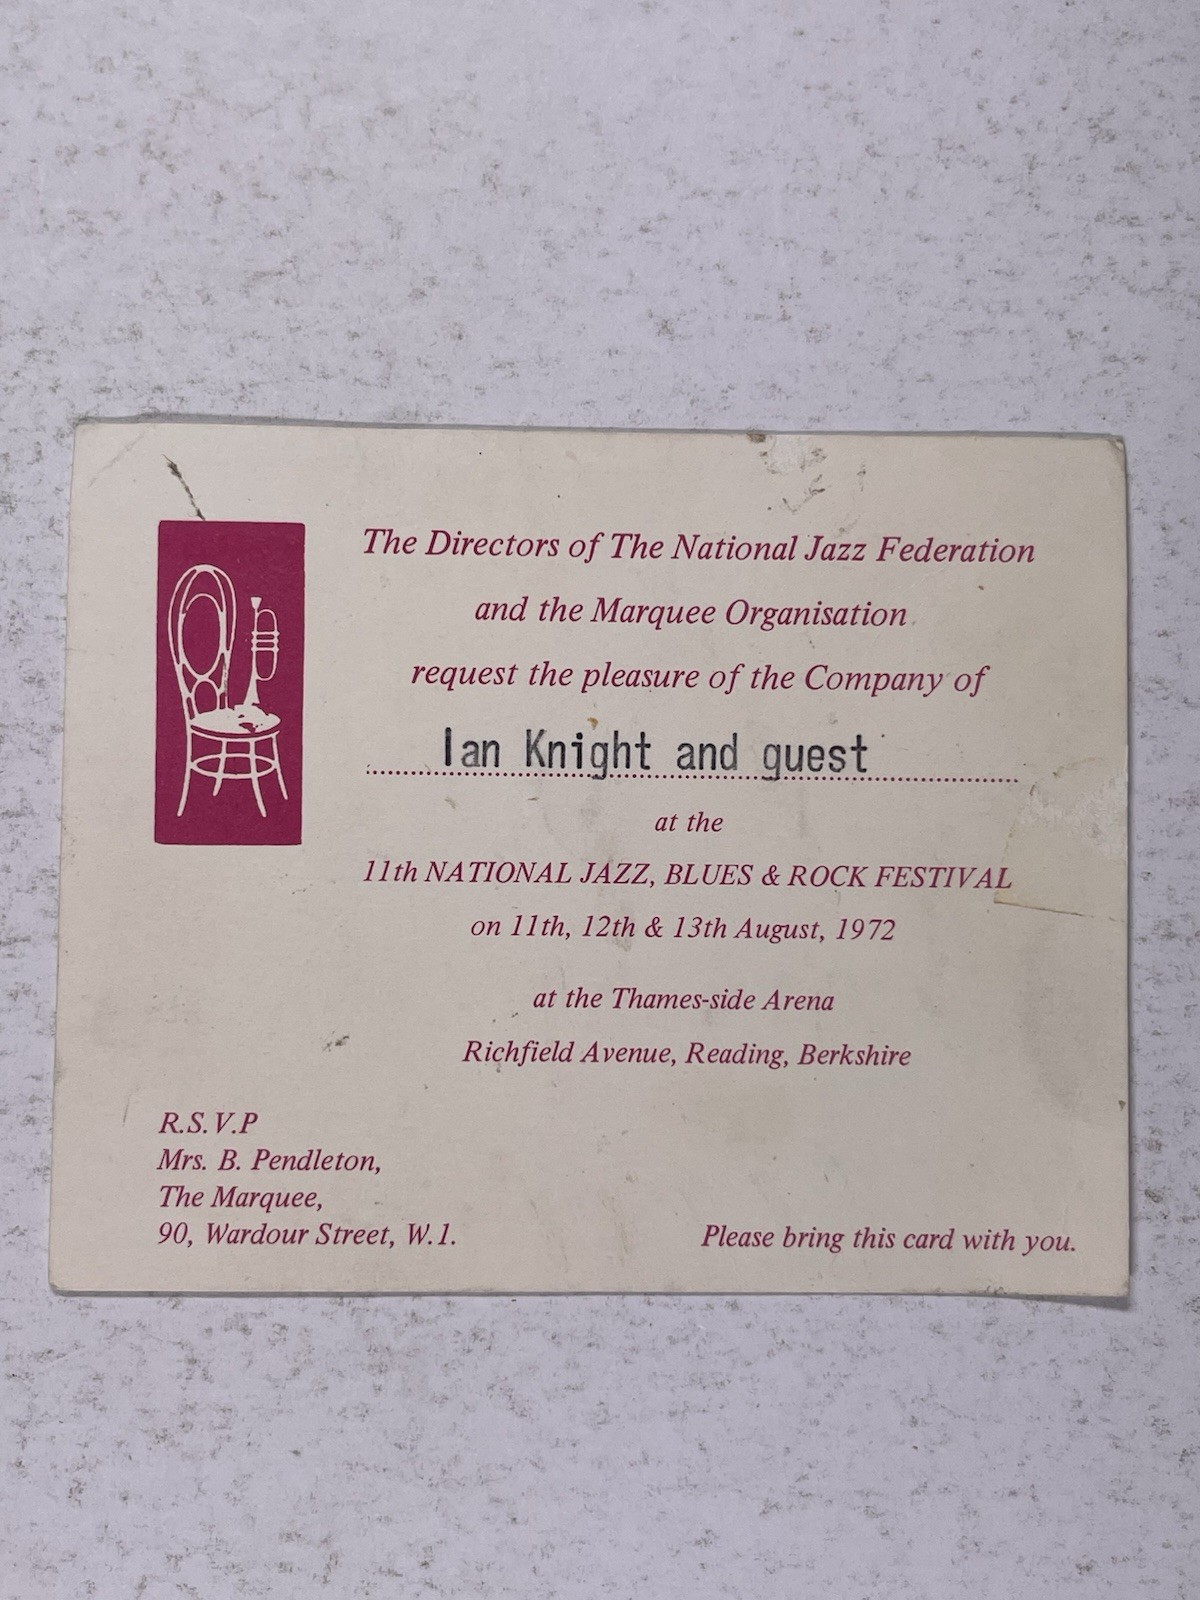 The Directors of The National Jazz Federation
and the Marquee Organisation
request the pleasure of the Company of
Ian Knight and guest
at the
11th NATIONAL JAZZ, BLUES & ROCK FESTIVAL
on 11th, 12th & 13th August, 1972
at the Thames-side Arena
Richfield Avenue, Reading, Berkshire
R.S.V.P
Mrs. B. Pendleton,
The Marquee,
90, Wardour Street, W.1.
Please bring this card with you.